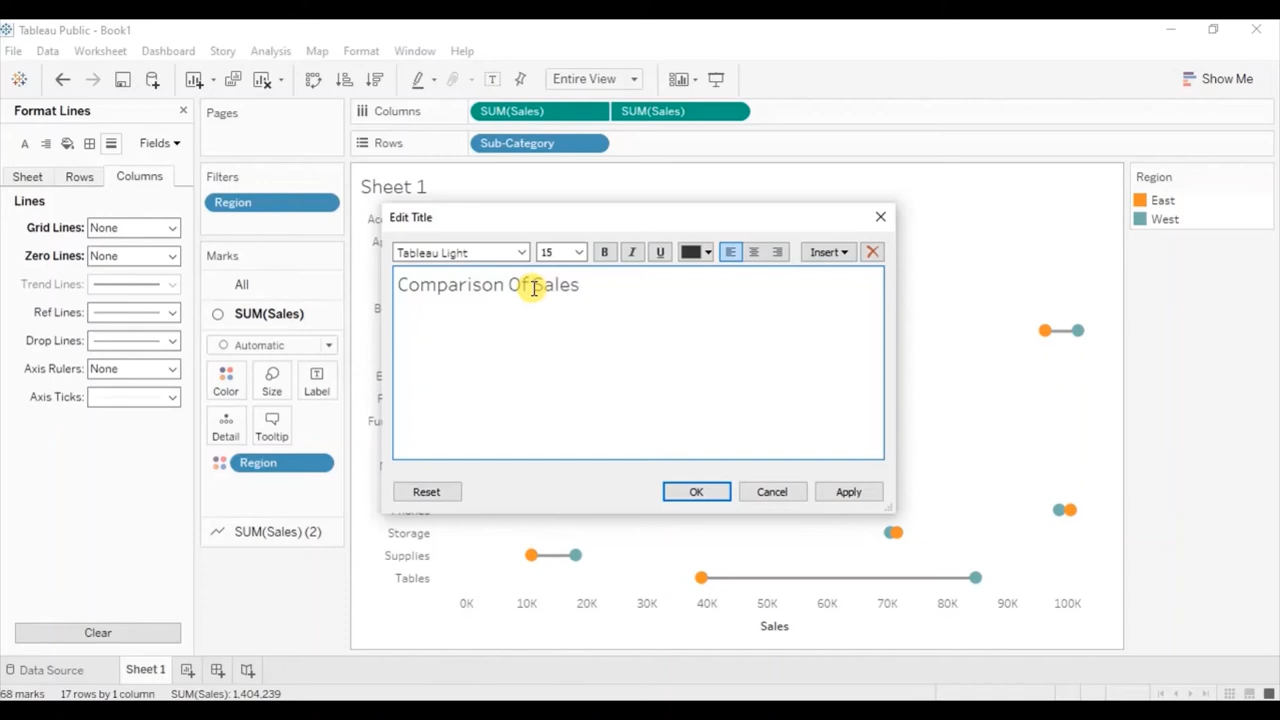 Tableau Public - Book1
File Data Worksheet Dashboard Story Analysis Map Format Window Help
Entire View
Show Me
Format Lines
Fields
Sheet Rows Columns
Lines
Grid Lines: None
Zero Lines: None
Trend Lines:
Ref Lines:
Drop Lines:
Axis Rulers: None
Axis Ticks:
Clear
Pages
Filters
Region
Marks
All
SUM(Sales)
Automatic
Color Size Label
Detail Tooltip
Region
SUM(Sales) (2)
Columns SUM(Sales) SUM(Sales)
Rows Sub-Category
Sheet 1
Edit Title
Tableau Light 15 B I U Insert
Comparison Of Sales
Reset OK Cancel Apply
Storage
Supplies
Tables
0K 10K 20K 30K 40K 50K 60K 70K 80K 90K 100K
Sales
Region
East
West
Data Source Sheet 1
68 marks 17 rows by 1 column SUM(Sales): 1,404,239